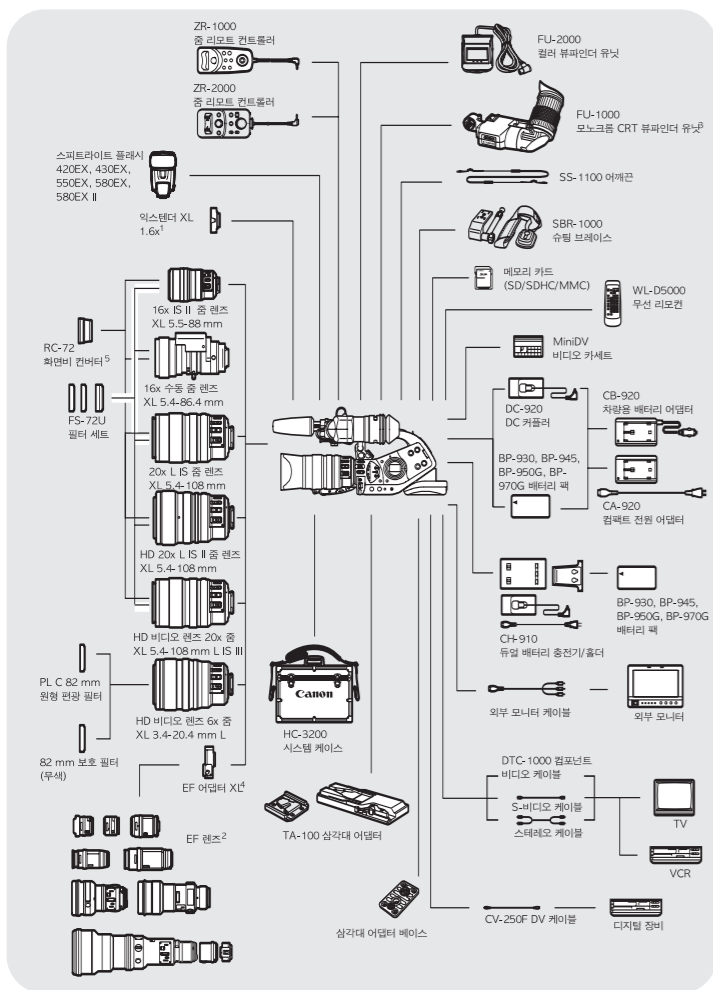 ZR-1000
줌 리모트 컨트롤러
ZR-2000
줌 리모트 컨트롤러
스피트라이트 플래시
420EX, 430EX,
550EX, 580EX,
580EX II
익스텐더 XL
1.6x1
16x IS II 줌 렌즈
XL 5.5-88 mm
RC-72
화면비 컨버터5
16x 수동 줌 렌즈
XL 5.4-86.4 mm
FS-72U
필터 세트
20x L IS 줌 렌즈
XL 5.4-108 mm
HD 20x L IS II 줌 렌즈
XL 5.4-108 mm
HD 비디오 렌즈 20x 줌
XL 5.4-108 mm L IS III
PL C 82 mm
원형 편광 필터
HD 비디오 렌즈 6x 줌
XL 3.4-20.4 mm L
82 mm 보호 필터
(무색)
EF 어댑터 XL4
EF 렌즈2
FU-2000
컬러 뷰파인더 유닛
FU-1000
모노크롬 CRT 뷰파인더 유닛3
SS-1100 어깨끈
SBR-1000
슈팅 브레이스
메모리 카드
(SD/SDHC/MMC)
WL-D5000
무선 리모컨
MiniDV
비디오 카세트
DC-920
DC 커플러
CB-920
차량용 배터리 어댑터
BP-930, BP-945,
BP-950G, BP-
970G 배터리 팩
CA-920
컴팩트 전원 어댑터
BP-930, BP-945,
BP-950G, BP-970G
배터리 팩
CH-910
듀얼 배터리 충전기/홀더
Canon
HC-3200
시스템 케이스
외부 모니터 케이블
외부 모니터
DTC-1000 컴포넌트
비디오 케이블
S-비디오 케이블
스테레오 케이블
TV
VCR
TA-100 삼각대 어댑터
삼각대 어댑터 베이스
CV-250F DV 케이블
디지털 장비